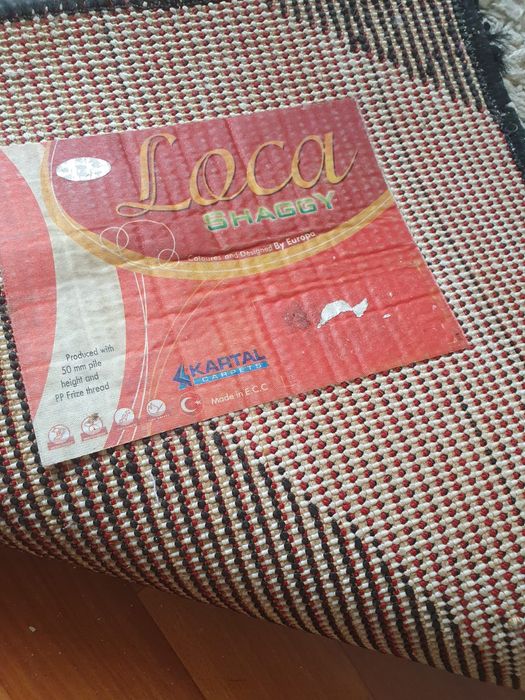 Loca
SHAGGY
Coloures and Designed By Europa
Produced with
50 mm pile
height and
PP Frize thread
KARTAL
CARPETS
Made in E.C.C.